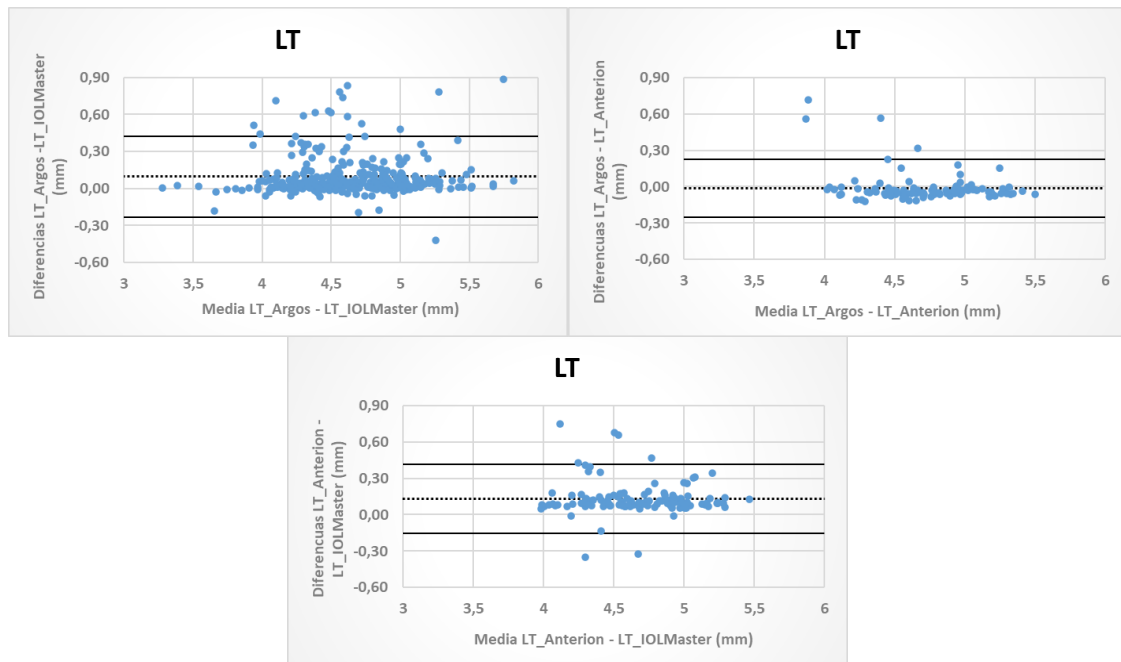 LT
0,90
0,60
0,30
0,00
-0,30
-0,60
3 3,5 4 4,5 5 5,5 6
Diferencias LT_Argos -LT_IOLMaster
(mm)
Media LT_Argos - LT_IOLMaster (mm)
LT
0,90
0,60
0,30
0,00
-0,30
-0,60
3 3,5 4 4,5 5 5,5 6
Diferencuas LT_Argos - LT_Anterion
(mm)
Media LT_Argos - LT_Anterion (mm)
LT
0,90
0,60
0,30
0,00
-0,30
-0,60
3 3,5 4 4,5 5 5,5 6
Diferencuas LT_Anterion -
LT_IOLMaster (mm)
Media LT_Anterion - LT_IOLMaster (mm)